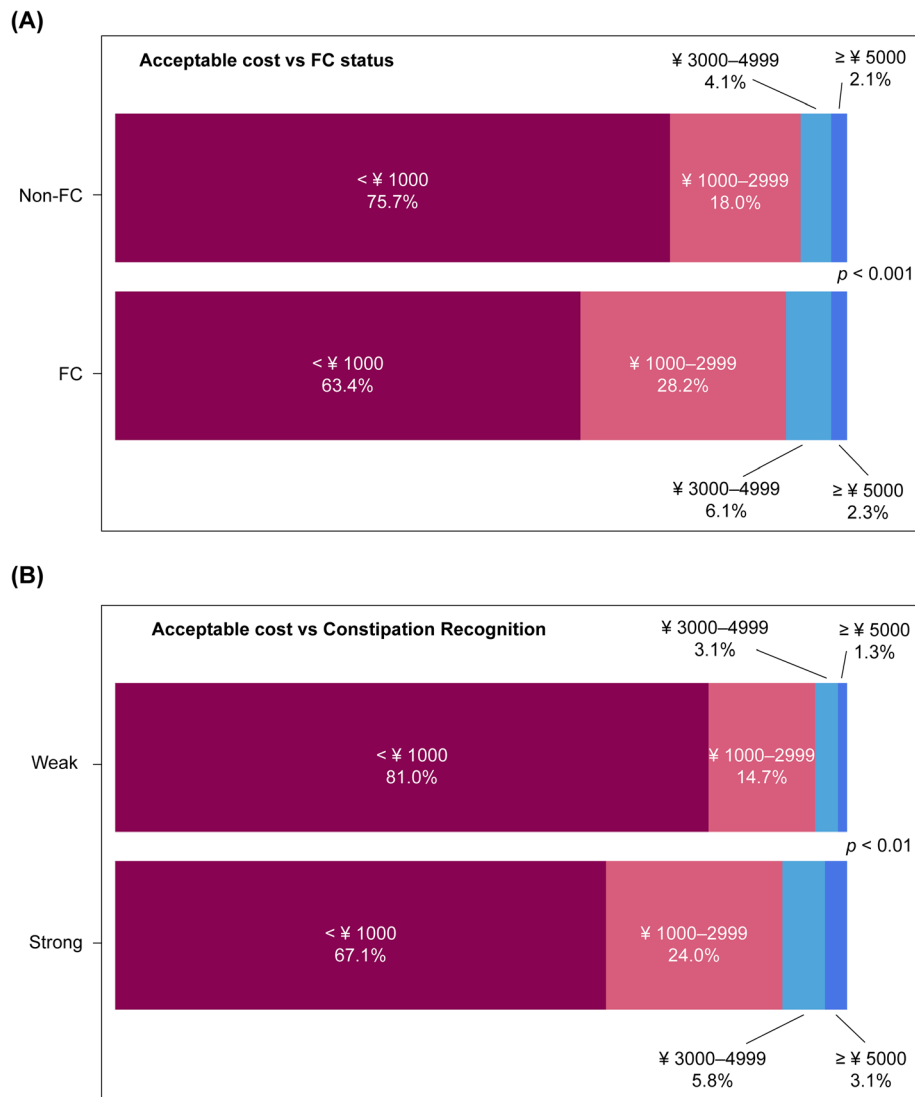 (A)
Acceptable cost vs FC status
¥ 3000–4999
4.1%
≥ ¥ 5000
2.1%
Non-FC
< ¥ 1000
75.7%
¥ 1000–2999
18.0%
p < 0.001
FC
< ¥ 1000
63.4%
¥ 1000–2999
28.2%
¥ 3000–4999
6.1%
≥ ¥ 5000
2.3%
(B)
Acceptable cost vs Constipation Recognition
¥ 3000–4999
3.1%
≥ ¥ 5000
1.3%
Weak
< ¥ 1000
81.0%
¥ 1000–2999
14.7%
p < 0.01
Strong
< ¥ 1000
67.1%
¥ 1000–2999
24.0%
¥ 3000–4999
5.8%
≥ ¥ 5000
3.1%